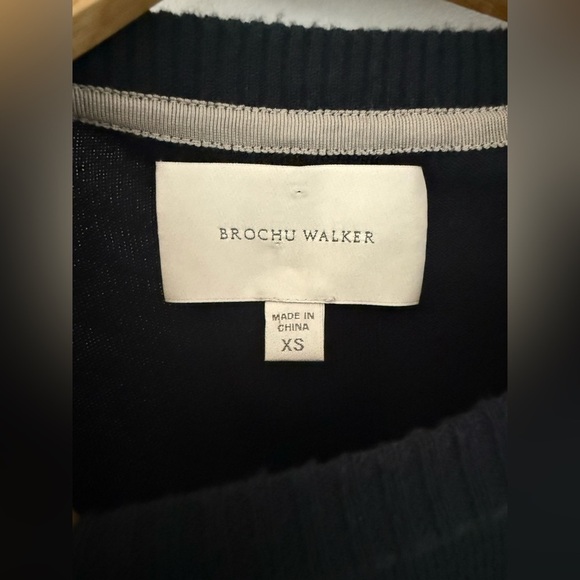 BROCHU WALKER
MADE IN
CHINA
XS